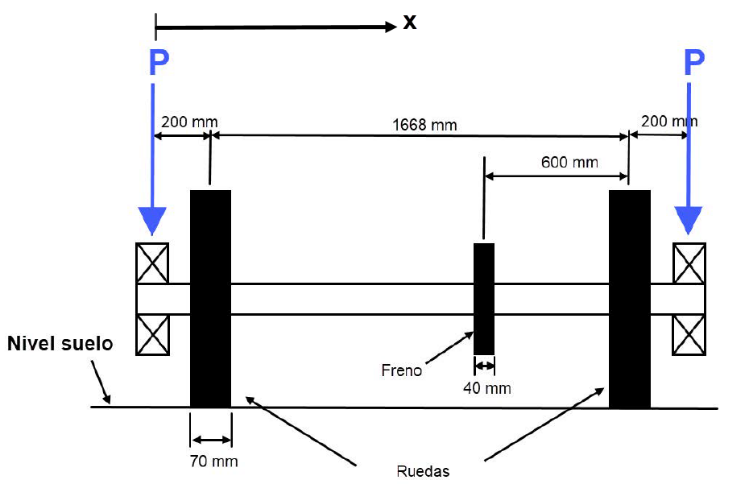 x
P
P
200 mm
1668 mm
200 mm
600 mm
Nivel suelo
Freno
40 mm
70 mm
Ruedas